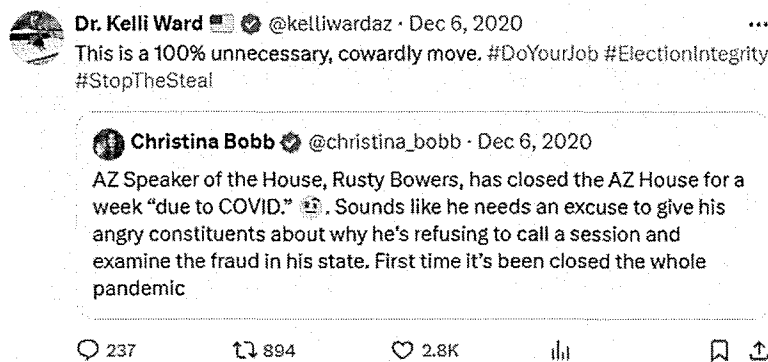 Dr. Kelli Ward 🇺🇸 @kelliwardaz · Dec 6, 2020
This is a 100% unnecessary, cowardly move. #DoYourJob #ElectionIntegrity
#StopTheSteal
Christina Bobb @christina_bobb · Dec 6, 2020
AZ Speaker of the House, Rusty Bowers, has closed the AZ House for a
week "due to COVID." . Sounds like he needs an excuse to give his
angry constituents about why he's refusing to call a session and
examine the fraud in his state. First time it's been closed the whole
pandemic
237 894 2.8K